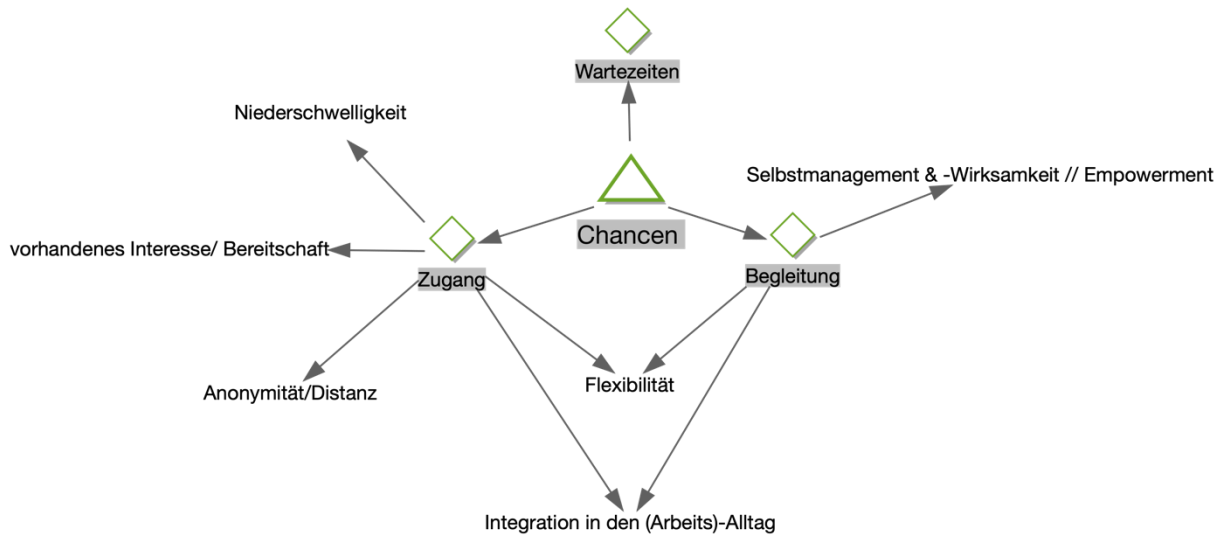 Wartezeiten
Niederschwelligkeit
Selbstmanagement & -Wirksamkeit // Empowerment
Chancen
vorhandenes Interesse/ Bereitschaft
Zugang
Begleitung
Flexibilität
Anonymität/Distanz
Integration in den (Arbeits)-Alltag